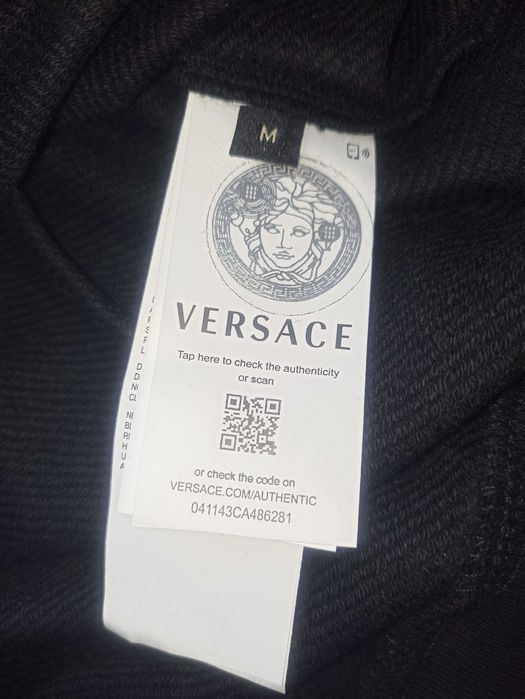 M
VERSACE
Tap here to check the authenticity
or scan
or check the code on
VERSACE.COM/AUTHENTIC
041143CA486281